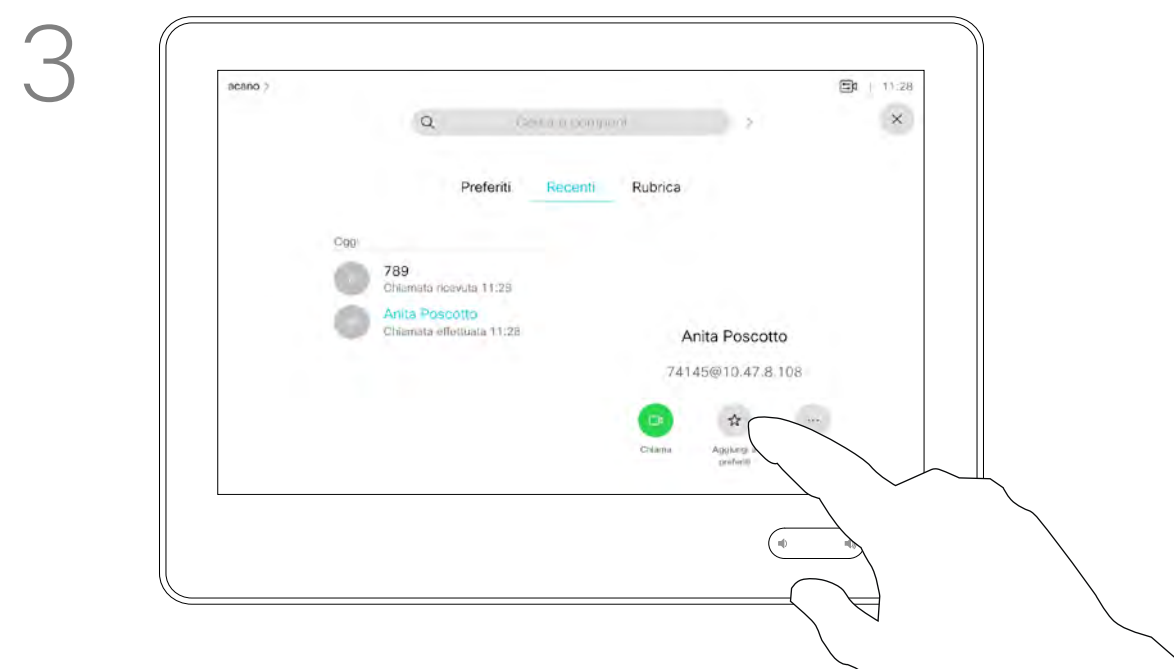 3
acano >
11:28
Cerca o componi
Preferiti Recenti Rubrica
Oggi
789
Chiamata ricevuta 11:28
Anita Poscotto
Chiamata effettuata 11:28
Anita Poscotto
74145@10.47.8.108
Chiama
Aggiungi
preferiti